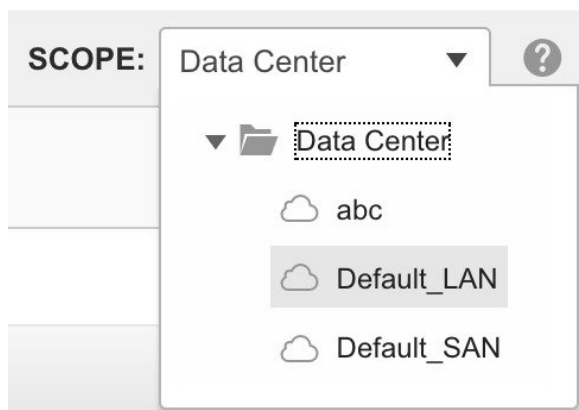 SCOPE: Data Center ?
Data Center
abc
Default_LAN
Default_SAN